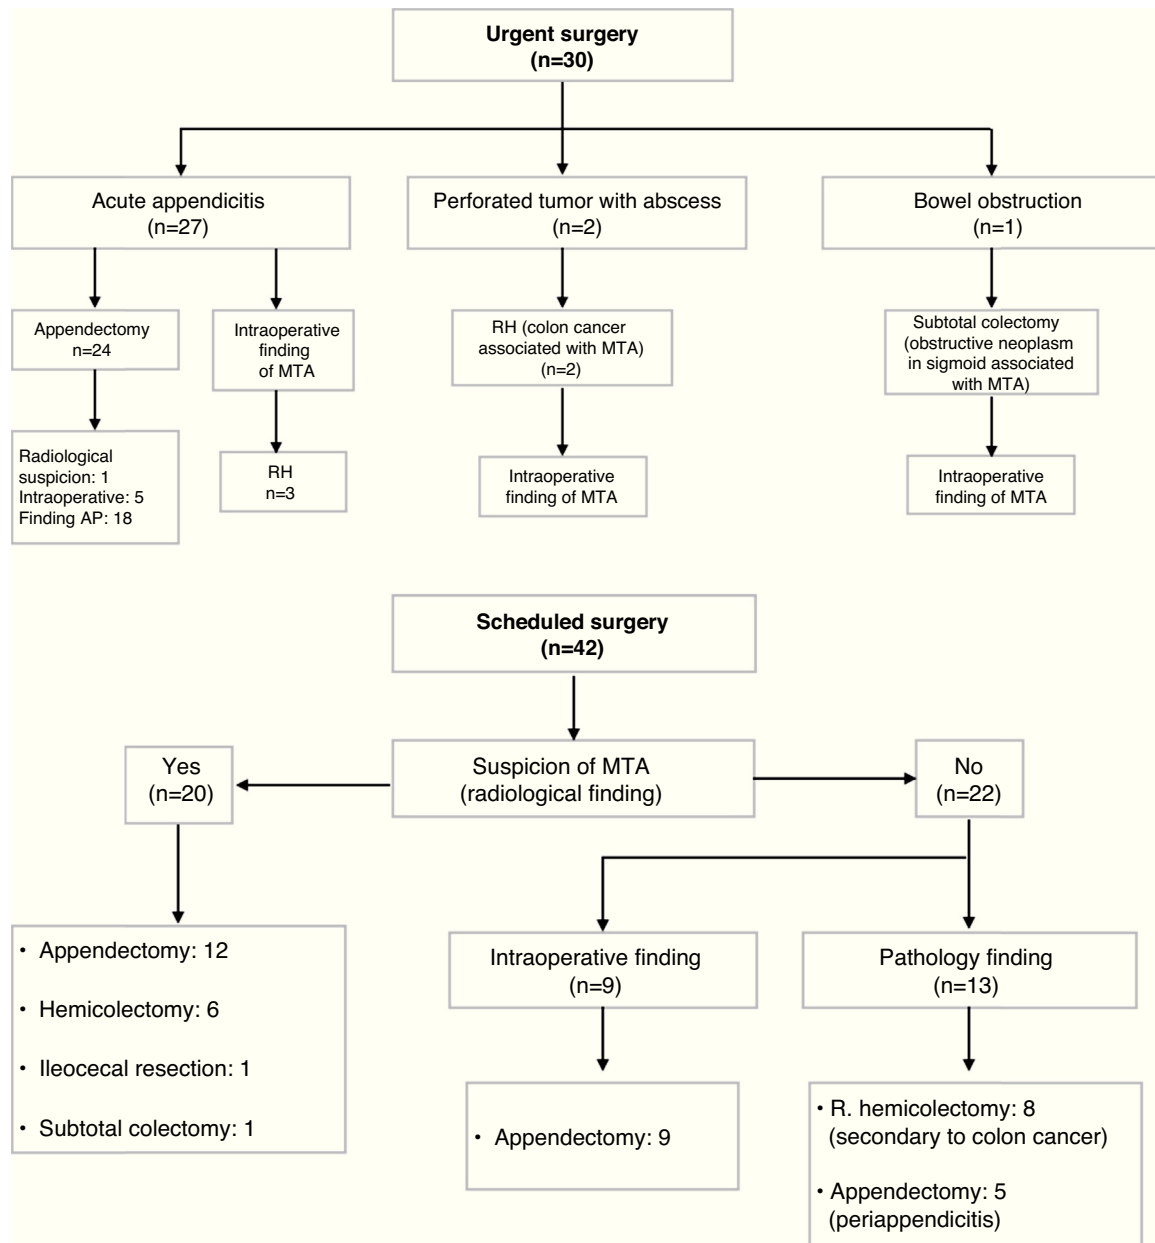 Urgent surgery
(n=30)
Acute appendicitis
(n=27)
Perforated tumor with abscess
(n=2)
Bowel obstruction
(n=1)
Appendectomy
n=24
Intraoperative
finding
of MTA
RH (colon cancer
associated with MTA)
(n=2)
Subtotal colectomy
(obstructive neoplasm
in sigmoid associated
with MTA)
Radiological
suspicion: 1
Intraoperative: 5
Finding AP: 18
RH
n=3
Intraoperative
finding of MTA
Intraoperative
finding of MTA
Scheduled surgery
(n=42)
Yes
(n=20)
Suspicion of MTA
(radiological finding)
No
(n=22)
• Appendectomy: 12
• Hemicolectomy: 6
• Ileocecal resection: 1
• Subtotal colectomy: 1
Intraoperative finding
(n=9)
Pathology finding
(n=13)
• Appendectomy: 9
• R. hemicolectomy: 8
(secondary to colon cancer)
• Appendectomy: 5
(periappendicitis)